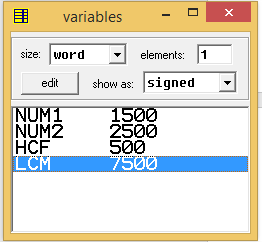 variables
size: word elements: 1
edit show as: signed
NUM1 1500
NUM2 2500
HCF 500
LCM 7500